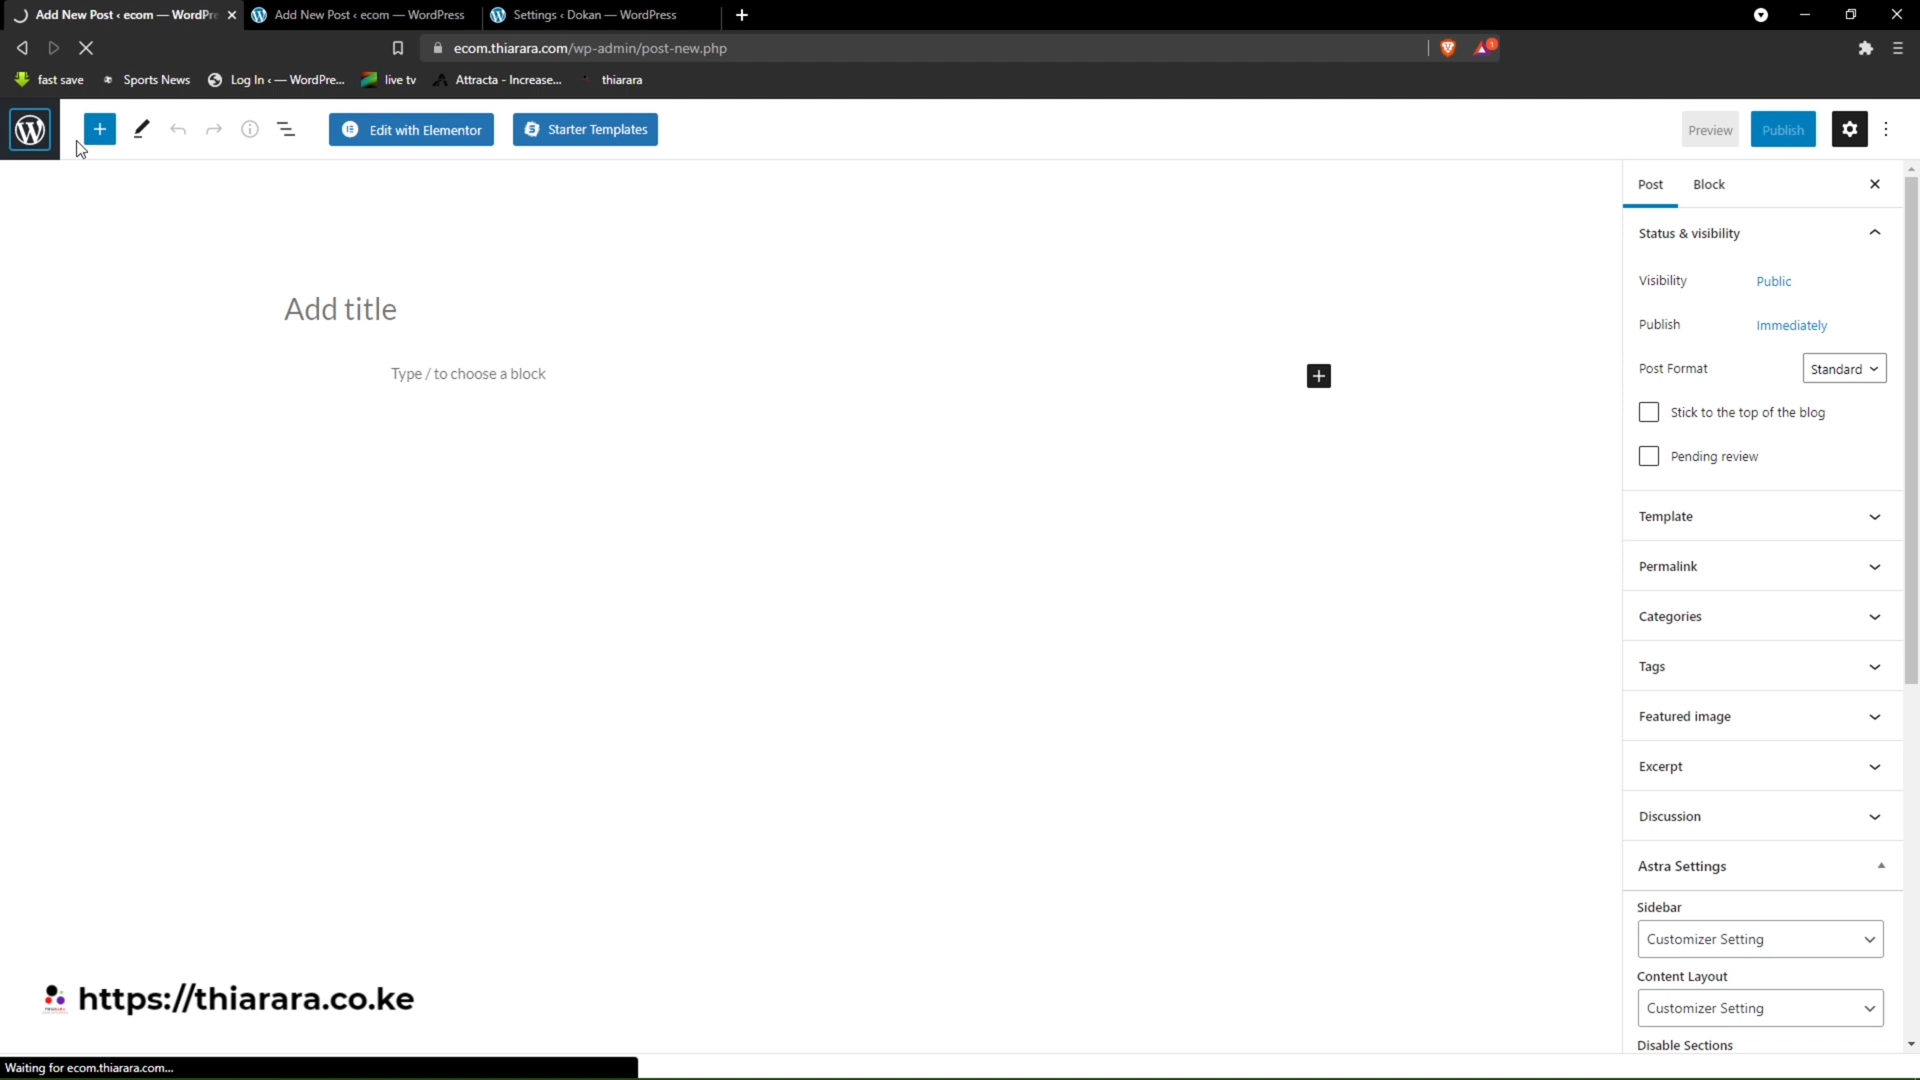 Add New Post ‹ ecom — WordPre
Add New Post ‹ ecom — WordPress
Settings ‹ Dokan — WordPress
ecom.thiarara.com/wp-admin/post-new.php
1
fast save
Sports News
Log In ‹ — WordPre...
live tv
Attracta - Increase...
thiarara
Edit with Elementor
Starter Templates
Preview
Publish
Post
Block
Status & visibility
Visibility
Public
Publish
Immediately
Post Format
Standard
Stick to the top of the blog
Pending review
Add title
Type / to choose a block
Template
Permalink
Categories
Tags
Featured image
Excerpt
Discussion
Astra Settings
Sidebar
Customizer Setting
Content Layout
Customizer Setting
Disable Sections
https://thiarara.co.ke
Waiting for ecom.thiarara.com...